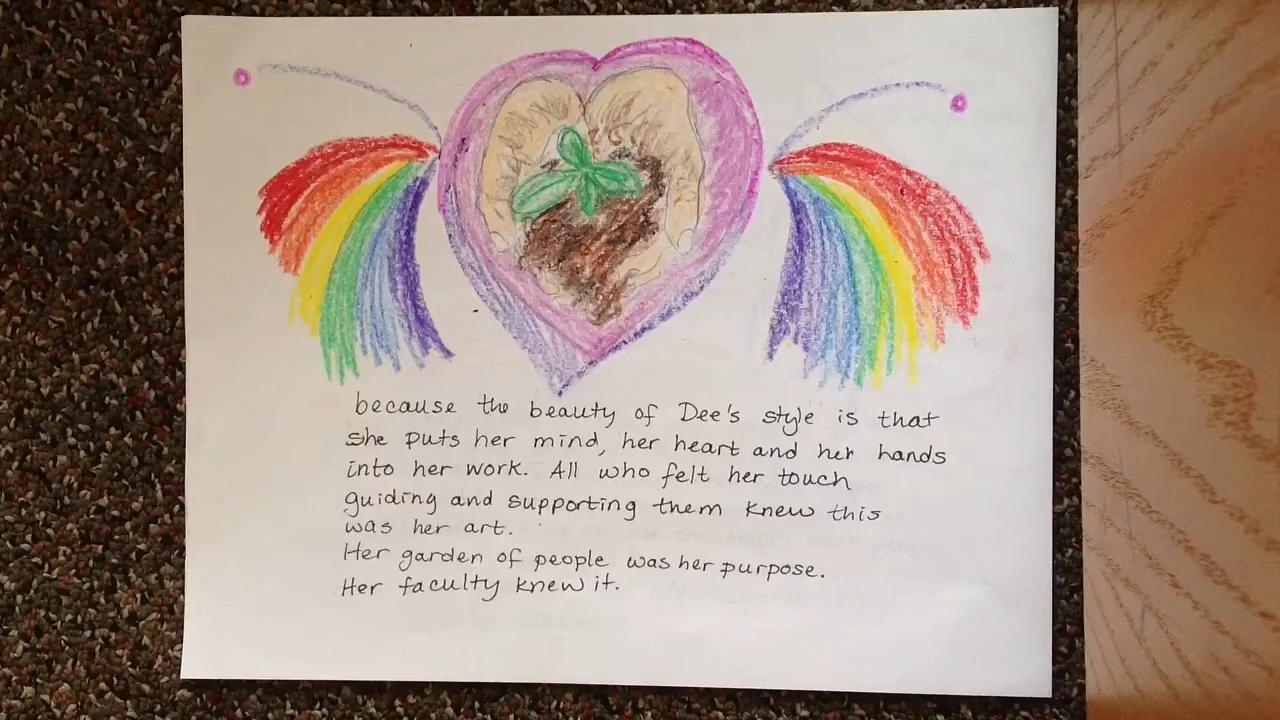 because the beauty of Dee's style is that
she puts her mind, her heart and her hands
into her work. All who felt her touch
guiding and supporting them knew this
was her art.
Her garden of people was her purpose.
Her faculty knew it.